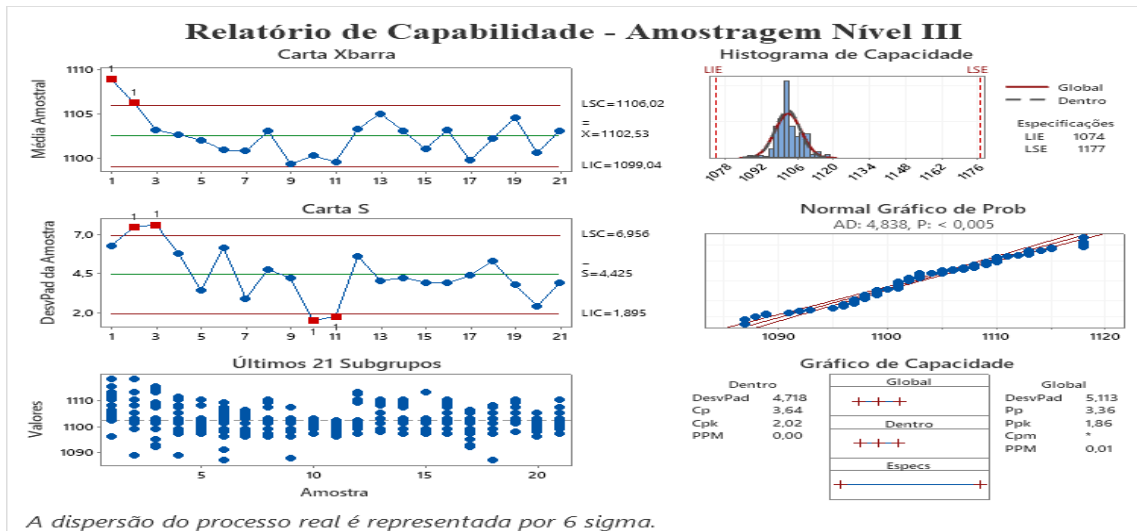 Relatório de Capabilidade - Amostragem Nível III
Carta Xbarra
Média Amostral
1110
1105
1100
1
1
LSC=1106,02
=
X=1102,53
LIC=1099,04
1 3 5 7 9 11 13 15 17 19 21
Carta S
DesvPad da Amostra
7,0
4,5
2,0
1
1
1
1
LSC=6,956
–
S=4,425
LIC=1,895
1 3 5 7 9 11 13 15 17 19 21
Últimos 21 Subgrupos
Valores
1110
1100
1090
5 10 15 20
Amostra
Histograma de Capacidade
LIE
LSE
Global
Dentro
Especificações
LIE 1074
LSE 1177
1078 1092 1106 1120 1134 1148 1162 1176
Normal Gráfico de Prob
AD: 4,838, P: < 0,005
1090 1100 1110 1120
Gráfico de Capacidade
Dentro
DesvPad 4,718
Cp 3,64
Cpk 2,02
PPM 0,00
Global
Dentro
Especs
Global
DesvPad 5,113
Pp 3,36
Ppk 1,86
Cpm *
PPM 0,01
A dispersão do processo real é representada por 6 sigma.